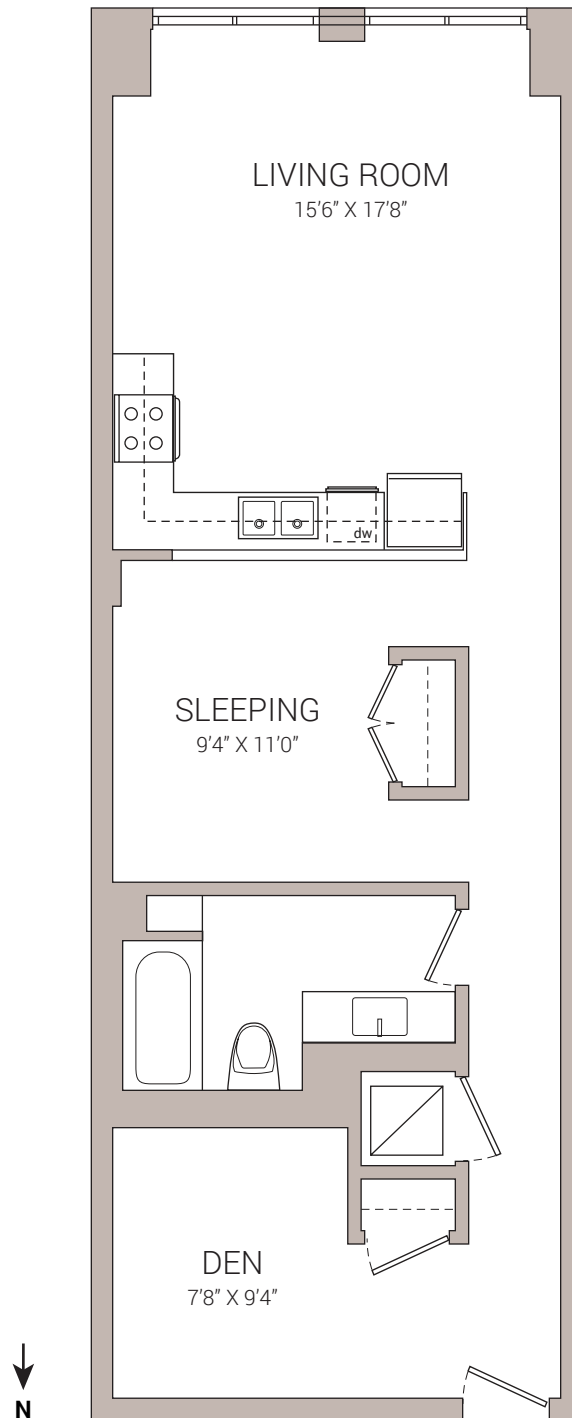 LIVING ROOM
15’6” X 17’8”
dw
SLEEPING
9’4” X 11’0”
DEN
7’8” X 9’4”
N